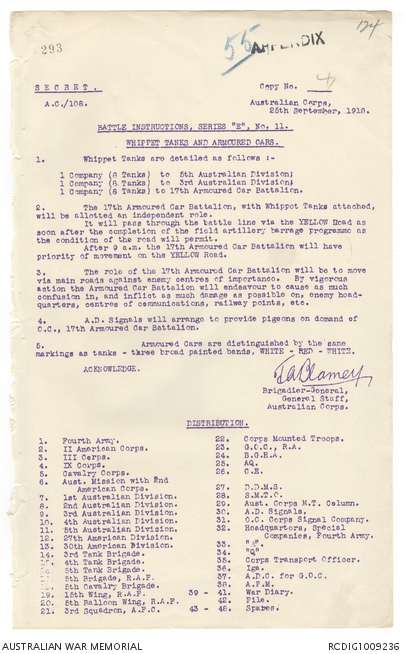 293
55
APPENDIX
124
SECRET.
Copy No. 4
A.C./108.
Australian Corps,
25th September, 1918.
BATTLE INSTRUCTIONS, SERIES "E", No. 11.
WHIPPET TANKS AND ARMOURED CARS.
1. Whippet Tanks are detailed as follows :-
1 Company (8 Tanks) to 5th Australian Division;
1 Company (8 Tanks) to 3rd Australian Division;
1 Company (8 Tanks) to 17th Armoured Car Battalion.
2. The 17th Armoured Car Battalion, with Whippet Tanks attached,
will be allotted an independent role.
It will pass through the battle line via the YELLOW Road as
soon after the completion of the field artillery barrage programme as
the condition of the road will permit.
After 9 a.m. the 17th Armoured Car Battalion will have
priority of movement on the YELLOW Road.
3. The role of the 17th Armoured Car Battalion will be to move
via main roads against enemy centres of importance. By vigorous
action the Armoured Car Battalion will endeavour to cause as much
confusion in, and inflict as much damage as possible on, enemy head-
quarters, centres of communications, railway points, etc.
4. A.D. Signals will arrange to provide pigeons on demand of
O.C., 17th Armoured Car Battalion.
5. Armoured Cars are distinguished by the same
markings as tanks - three broad painted bands, WHITE - RED - WHITE.
ACKNOWLEDGE.
T A Blamey
Brigadier-General,
General Staff,
Australian Corps.
DISTRIBUTION.
1. Fourth Army.
2. II American Corps.
3. III Corps.
4. IX Corps.
5. Cavalry Corps.
6. Aust. Mission with 2nd
American Corps.
7. 1st Australian Division.
8. 2nd Australian Division.
9. 3rd Australian Division.
10. 4th Australian Division.
11. 5th Australian Division.
12. 27th American Division.
13. 30th American Division.
14. 3rd Tank Brigade.
15. 4th Tank Brigade.
16. 5th Tank Brigade.
17. 5th Brigade, R.A.F.
18. 5th Cavalry Brigade.
19. 15th Wing, R.A.F.
20. 5th Balloon Wing, R.A.F.
21. 3rd Squadron, A.F.C.
22. Corps Mounted Troops.
23. G.O.C., R.A.
24. B.G.H.A.
25. AQ.
26. C.E.
27. D.D.M.S.
28. S.M.T.O.
29. Aust. Corps M.T. Column.
30. A.D. Signals.
31. O.C. Corps Signal Company.
32. Headquarters, Special
Companies, Fourth Army.
33. "G".
34. "Q"
35. Corps Transport Officer.
36. Iga.
37. A.D.C. for G.O.C.
38. A.P.M.
39 - 41. War Diary.
42. File.
43 - 48. Spares.
AUSTRALIAN WAR MEMORIAL
RCDIG1009236